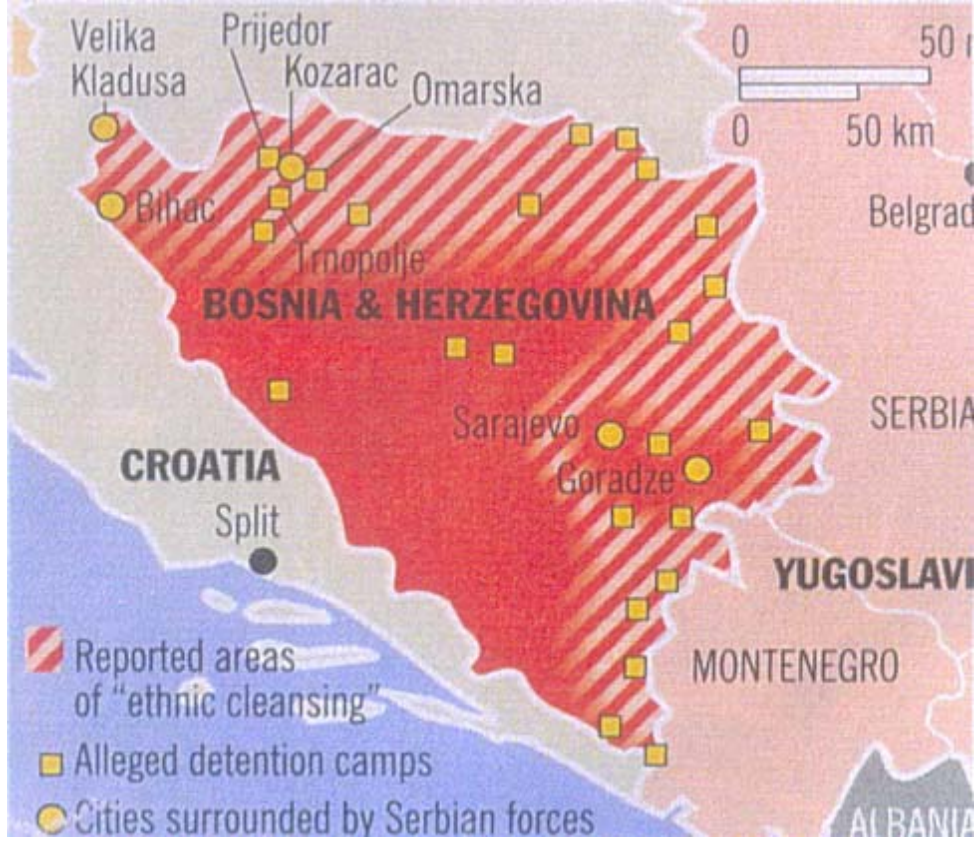 Velika
Kladusa
Prijedor
Kozarac
Omarska
0 50
0 50 km
Bihac
Trnopolje
Belgrad
BOSNIA & HERZEGOVINA
SERBIA
Sarajevo
Goradze
CROATIA
Split
YUGOSLAVI
MONTENEGRO
Reported areas
of "ethnic cleansing"
Alleged detention camps
Cities surrounded by Serbian forces
ALBANIA